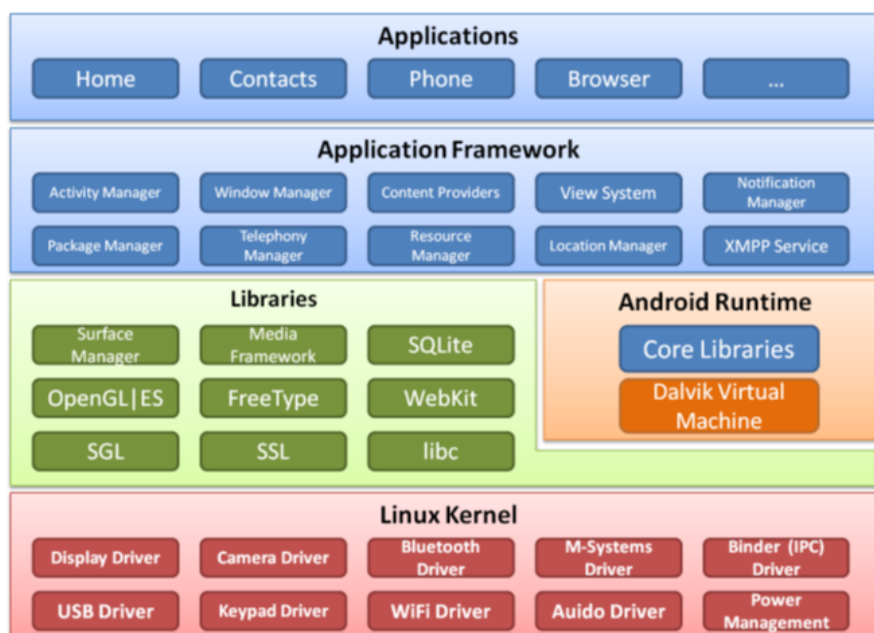 Applications
Home
Contacts
Phone
Browser
...
Application Framework
Activity Manager
Window Manager
Content Providers
View System
Notification
Manager
Package Manager
Telephony
Manager
Resource
Manager
Location Manager
XMPP Service
Libraries
Surface
Manager
Media
Framework
SQLite
OpenGL|ES
FreeType
WebKit
SGL
SSL
libc
Android Runtime
Core Libraries
Dalvik Virtual
Machine
Linux Kernel
Display Driver
Camera Driver
Bluetooth
Driver
M-Systems
Driver
Binder (IPC)
Driver
USB Driver
Keypad Driver
WiFi Driver
Auido Driver
Power
Management